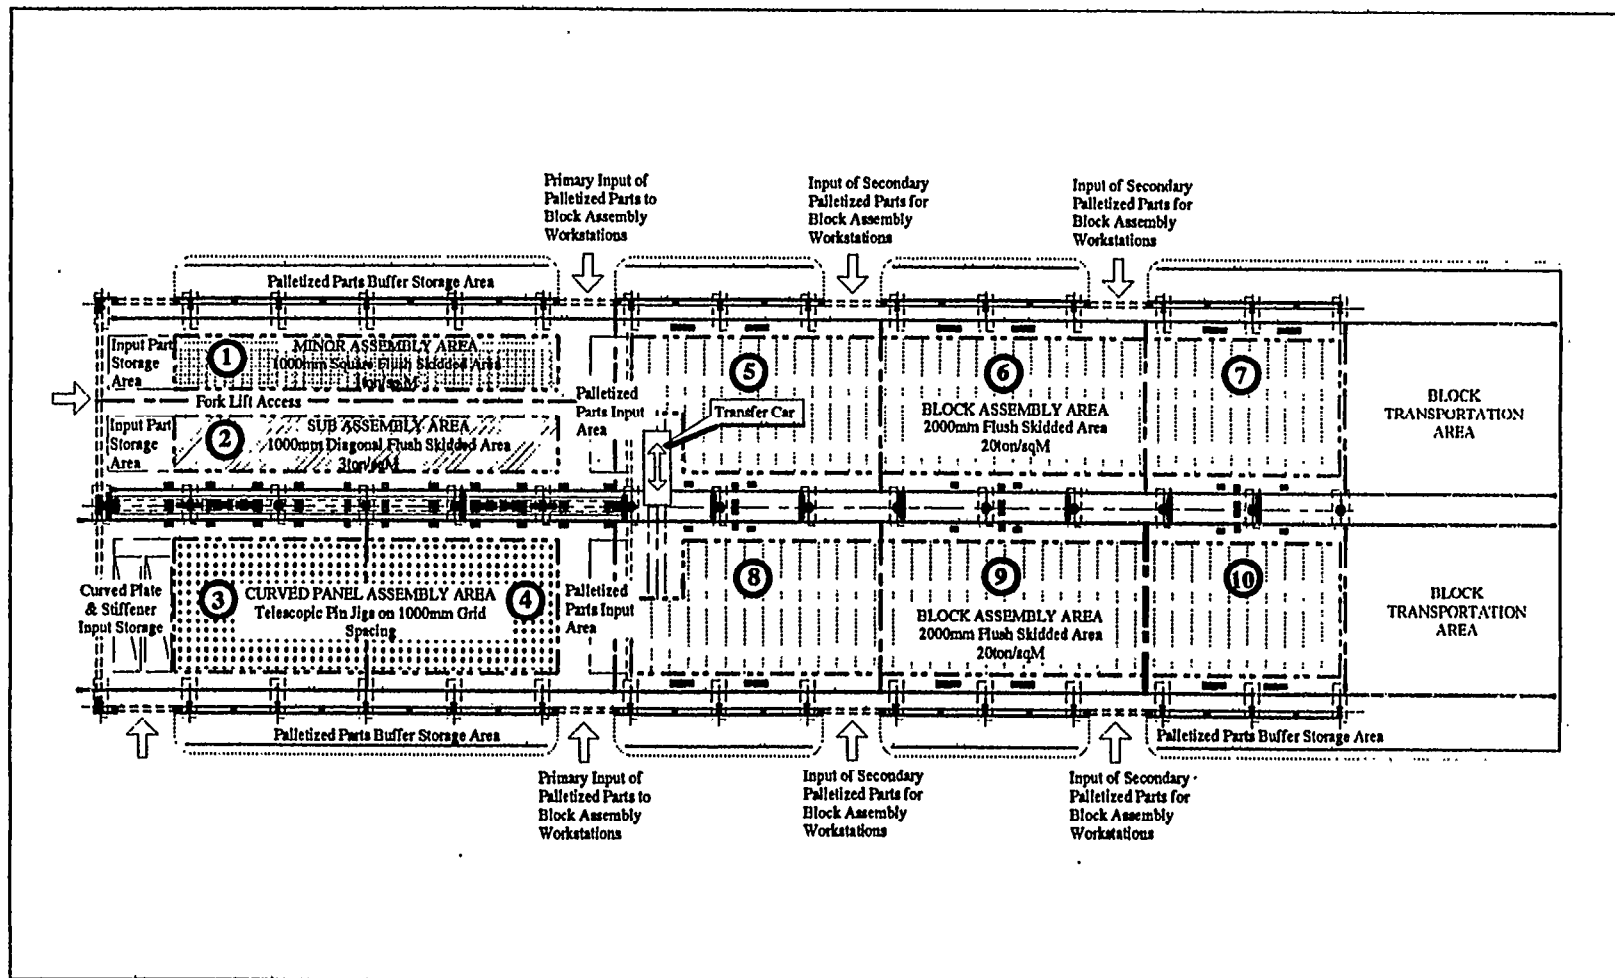 Primary Input of
Palletized Parts to
Block Assembly
Workstations
Input of Secondary
Palletized Parts for
Block Assembly
Workstations
Input of Secondary
Palletized Parts for
Block Assembly
Workstations
Palletized Parts Buffer Storage Area
Input Part
Storage
Area
1
MINOR ASSEMBLY AREA
1000mm Square Flush Skidded Area
1ton/sqM
Fork Lift Access
Input Part
Storage
Area
2
SUB ASSEMBLY AREA
1000mm Diagonal Flush Skidded Area
3ton/sqM
Palletized
Parts Input
Area
Transfer Car
5
6
7
BLOCK ASSEMBLY AREA
2000mm Flush Skidded Area
20ton/sqM
BLOCK
TRANSPORTATION
AREA
Curved Plate
& Stiffener
Input Storage
3
CURVED PANEL ASSEMBLY AREA
Telescopic Pin Jigs on 1000mm Grid
Spacing
4
Palletized
Parts Input
Area
8
9
10
BLOCK ASSEMBLY AREA
2000mm Flush Skidded Area
20ton/sqM
BLOCK
TRANSPORTATION
AREA
Palletized Parts Buffer Storage Area
Palletized Parts Buffer Storage Area
Primary Input of
Palletized Parts to
Block Assembly
Workstations
Input of Secondary
Palletized Parts for
Block Assembly
Workstations
Input of Secondary
Palletized Parts for
Block Assembly
Workstations